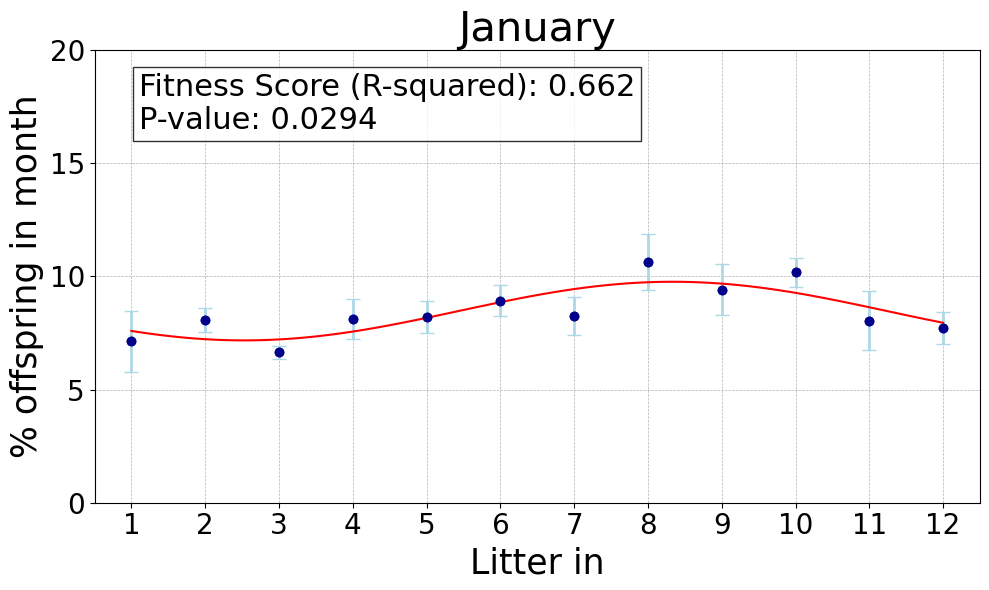 January
Fitness Score (R-squared): 0.662
P-value: 0.0294
% offspring in month
20
15
10
5
0
1 2 3 4 5 6 7 8 9 10 11 12
Litter in